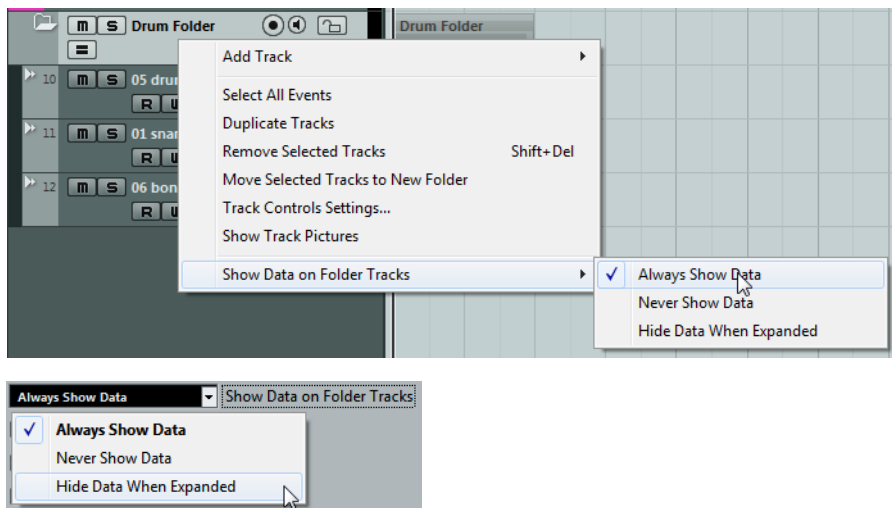 m S Drum Folder
Drum Folder
Add Track
10 m S 05 dru
R
Select All Events
Duplicate Tracks
11 m S 01 snar
R
Remove Selected Tracks Shift+Del
Move Selected Tracks to New Folder
12 m S 06 bon
R
Track Controls Settings...
Show Track Pictures
Show Data on Folder Tracks
Always Show Data
Never Show Data
Hide Data When Expanded
Always Show Data Show Data on Folder Tracks
Always Show Data
Never Show Data
Hide Data When Expanded